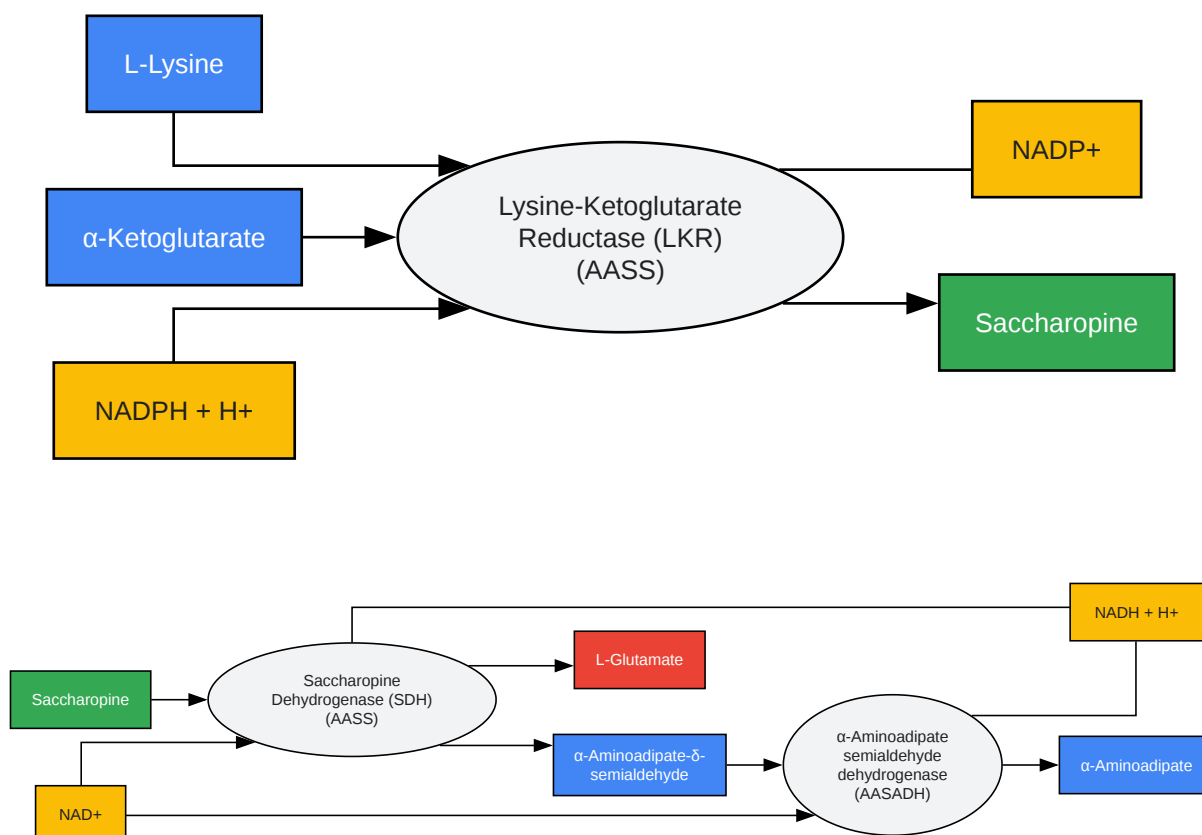 L-Lysine
NADP+
α-Ketoglutarate
Lysine-Ketoglutarate
Reductase (LKR)
(AASS)
Saccharopine
NADPH + H+
NADH + H+
L-Glutamate
Saccharopine
Saccharopine
Dehydrogenase (SDH)
(AASS)
α-Aminoadipate-δ-
semialdehyde
α-Aminoadipate
semialdehyde
dehydrogenase
(AASADH)
α-Aminoadipate
NAD+